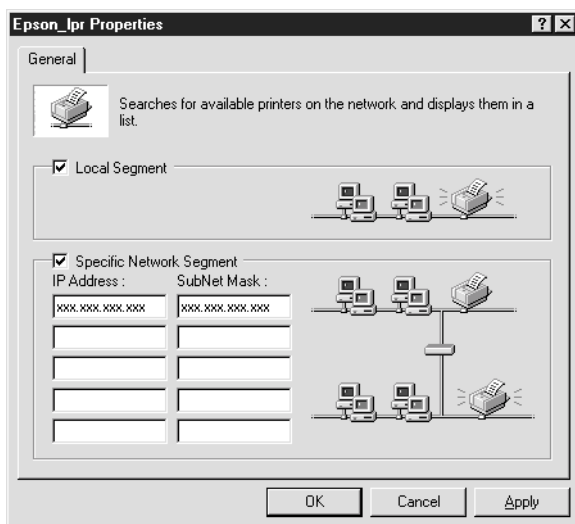 Epson_lpr Properties
General
Searches for available printers on the network and displays them in a
list.
Local Segment
Specific Network Segment
IP Address : SubNet Mask :
xxx.xxx.xxx.xxx xxx.xxx.xxx.xxx
OK Cancel Apply